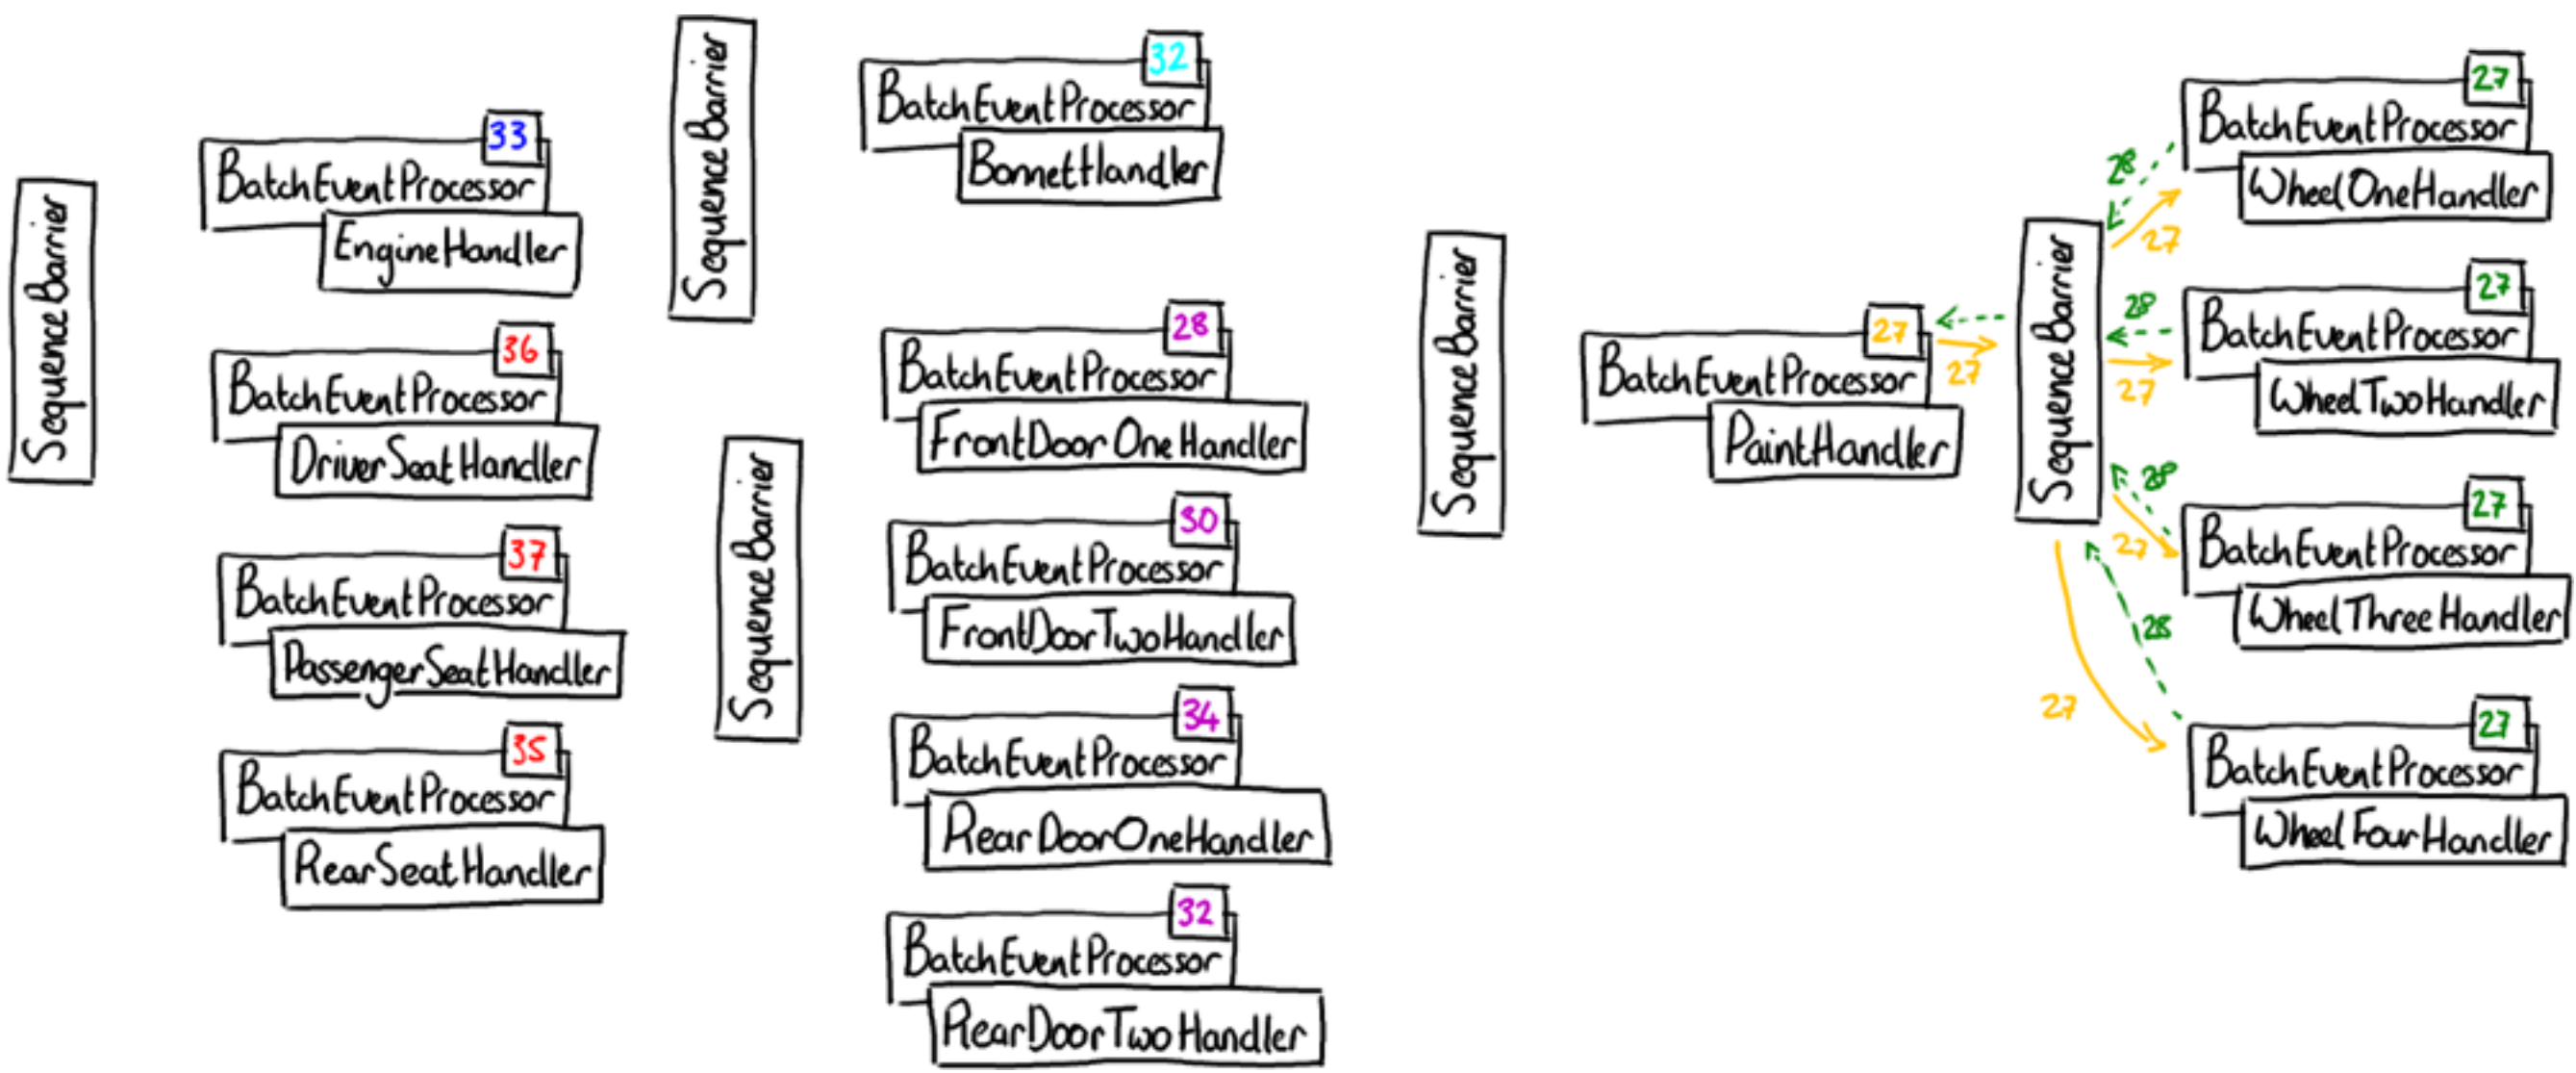 Sequence Barrier
33
BatchEventProcessor
EngineHandler
36
BatchEventProcessor
DriverSeatHandler
37
BatchEventProcessor
PassengerSeatHandler
35
BatchEventProcessor
RearSeatHandler
Sequence Barrier
Sequence Barrier
32
BatchEventProcessor
BonnetHandler
28
BatchEventProcessor
FrontDoorOneHandler
30
BatchEventProcessor
FrontDoorTwoHandler
34
BatchEventProcessor
RearDoorOneHandler
32
BatchEventProcessor
RearDoorTwoHandler
Sequence Barrier
27
BatchEventProcessor
PaintHandler
27
Sequence Barrier
28
27
28
27
28
27
28
27
27
BatchEventProcessor
WheelOneHandler
27
BatchEventProcessor
WheelTwoHandler
27
BatchEventProcessor
WheelThreeHandler
27
BatchEventProcessor
WheelFourHandler